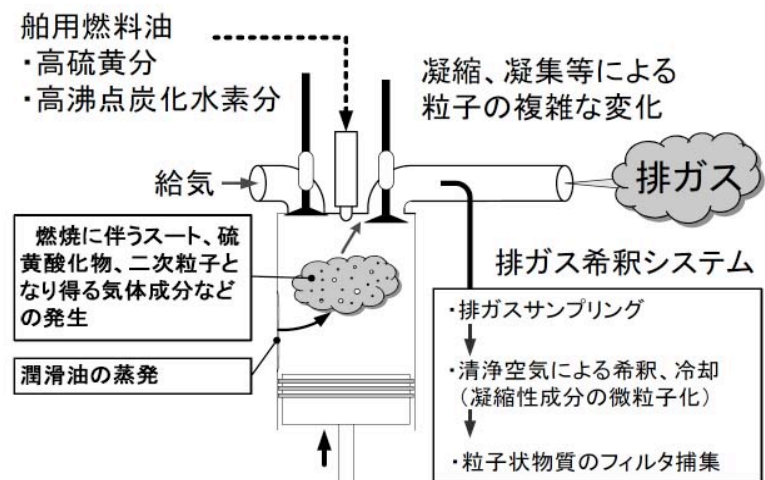 舶用燃料油
・高硫黄分
・高沸点炭化水素分
凝縮、凝集等による
粒子の複雑な変化
給気
排ガス
燃焼に伴うスート、硫
黄酸化物、二次粒子と
なり得る気体成分など
の発生
潤滑油の蒸発
排ガス希釈システム
・排ガスサンプリング
・清浄空気による希釈、冷却
（凝縮性成分の微粒子化）
・粒子状物質のフィルタ捕集